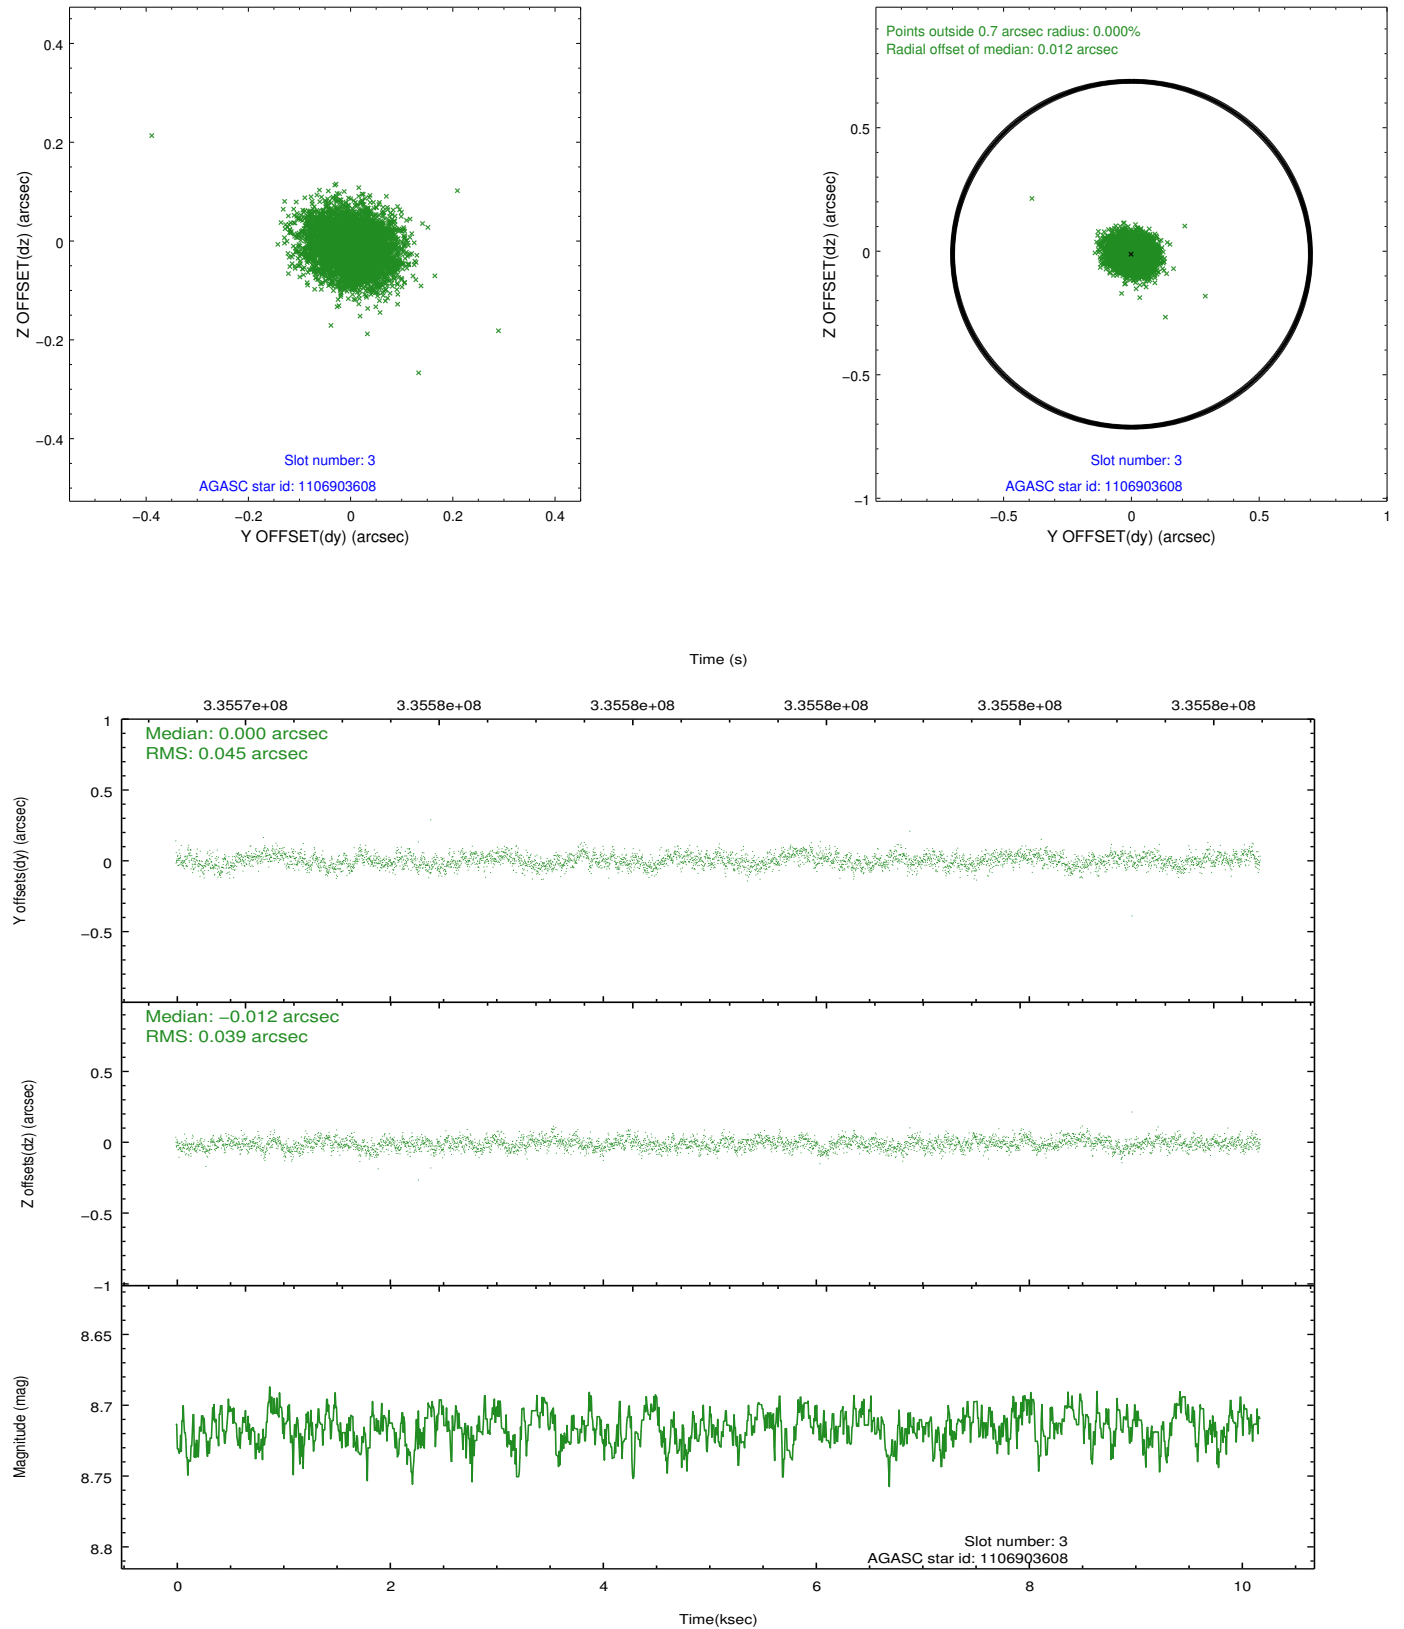 0.4
0.2
0
−0.2
−0.4
Z OFFSET(dz) (arcsec)
Slot number: 3
AGASC star id: 1106903608
−0.4
−0.2
0
0.2
0.4
Y OFFSET(dy) (arcsec)
Points outside 0.7 arcsec radius: 0.000%
Radial offset of median: 0.012 arcsec
0.5
0
−0.5
−1
Z OFFSET(dz) (arcsec)
Slot number: 3
AGASC star id: 1106903608
−0.5
0
0.5
1
Y OFFSET(dy) (arcsec)
Time (s)
3.3557e+08
3.3558e+08
3.3558e+08
3.3558e+08
3.3558e+08
3.3558e+08
1
0.5
0
−0.5
Y offsets(dy) (arcsec)
Median: 0.000 arcsec
RMS: 0.045 arcsec
Median: −0.012 arcsec
RMS: 0.039 arcsec
0.5
0
−0.5
−1
Z offsets(dz) (arcsec)
8.65
8.7
8.75
8.8
Magnitude (mag)
Slot number: 3
AGASC star id: 1106903608
0
2
4
6
8
10
Time(ksec)